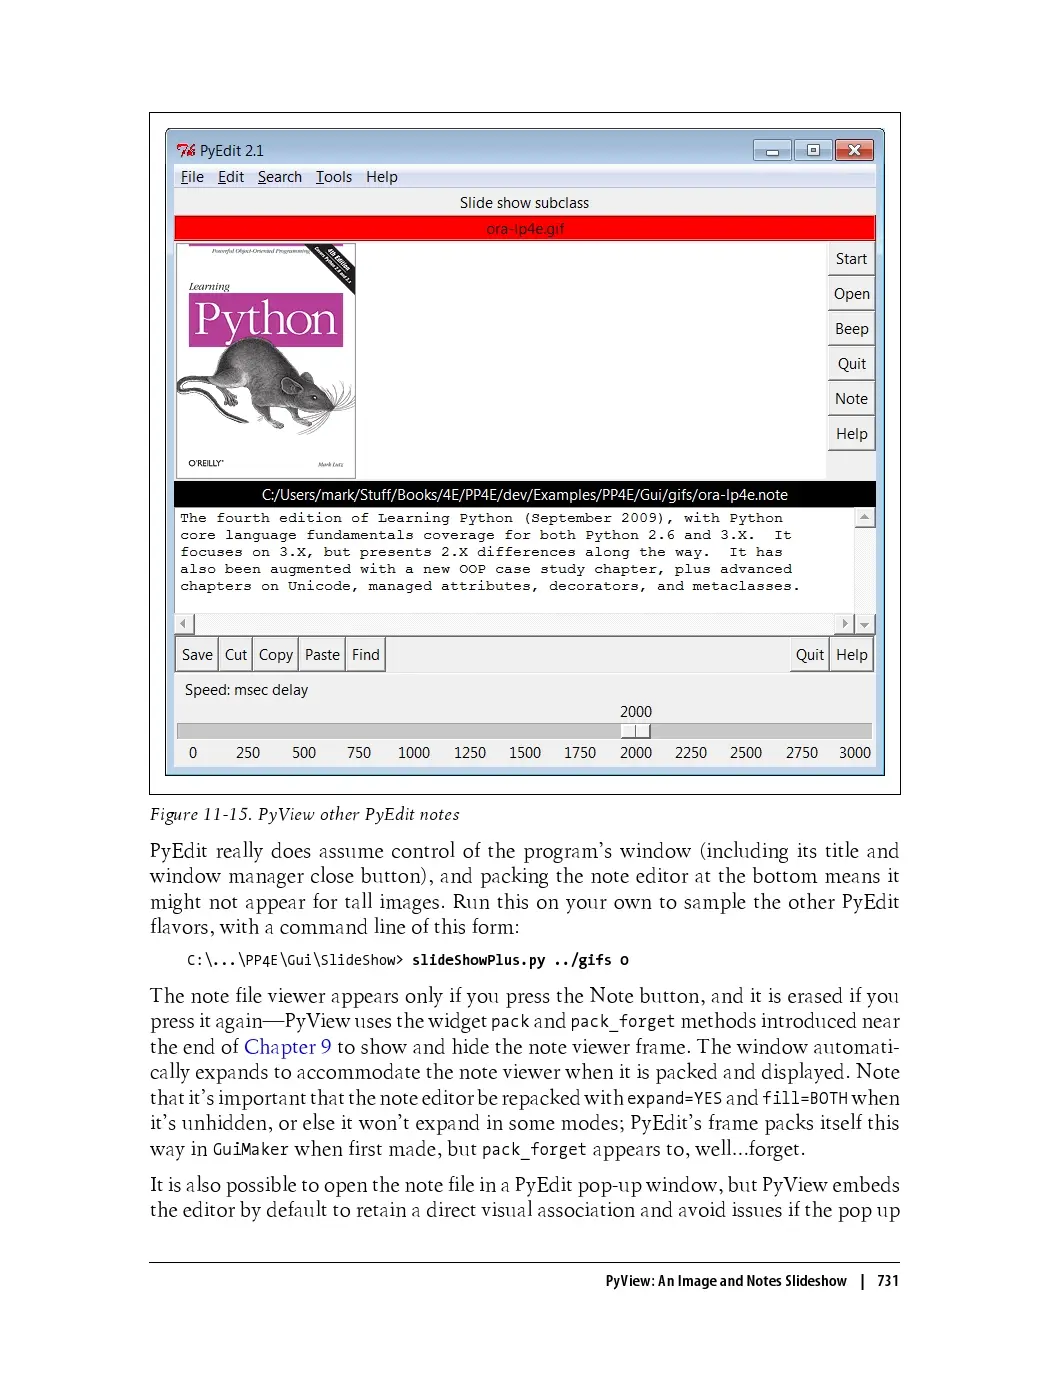 PyEdit 2.1
File Edit Search Tools Help
Slide show subclass
ora-lp4e.gif
Powerful Object-Oriented Programming
4th Edition
Covers Python 2.6 and 3.x
Learning
Python
O'REILLY®
Mark Lutz
Start
Open
Beep
Quit
Note
Help
C:/Users/mark/Stuff/Books/4E/PP4E/dev/Examples/PP4E/Gui/gifs/ora-lp4e.note
The fourth edition of Learning Python (September 2009), with Python
core language fundamentals coverage for both Python 2.6 and 3.X.  It
focuses on 3.X, but presents 2.X differences along the way.  It has
also been augmented with a new OOP case study chapter, plus advanced
chapters on Unicode, managed attributes, decorators, and metaclasses.
Save Cut Copy Paste Find Quit Help
Speed: msec delay
2000
0 250 500 750 1000 1250 1500 1750 2000 2250 2500 2750 3000
Figure 11-15. PyView other PyEdit notes
PyEdit really does assume control of the program’s window (including its title and
window manager close button), and packing the note editor at the bottom means it
might not appear for tall images. Run this on your own to sample the other PyEdit
flavors, with a command line of this form:
C:\...\PP4E\Gui\SlideShow> slideShowPlus.py ../gifs 0
The note file viewer appears only if you press the Note button, and it is erased if you
press it again—PyView uses the widget pack and pack_forget methods introduced near
the end of Chapter 9 to show and hide the note viewer frame. The window automati-
cally expands to accommodate the note viewer when it is packed and displayed. Note
that it’s important that the note editor be repacked with expand=YES and fill=BOTH when
it’s unhidden, or else it won’t expand in some modes; PyEdit’s frame packs itself this
way in GuiMaker when first made, but pack_forget appears to, well...forget.
It is also possible to open the note file in a PyEdit pop-up window, but PyView embeds
the editor by default to retain a direct visual association and avoid issues if the pop up
PyView: An Image and Notes Slideshow | 731